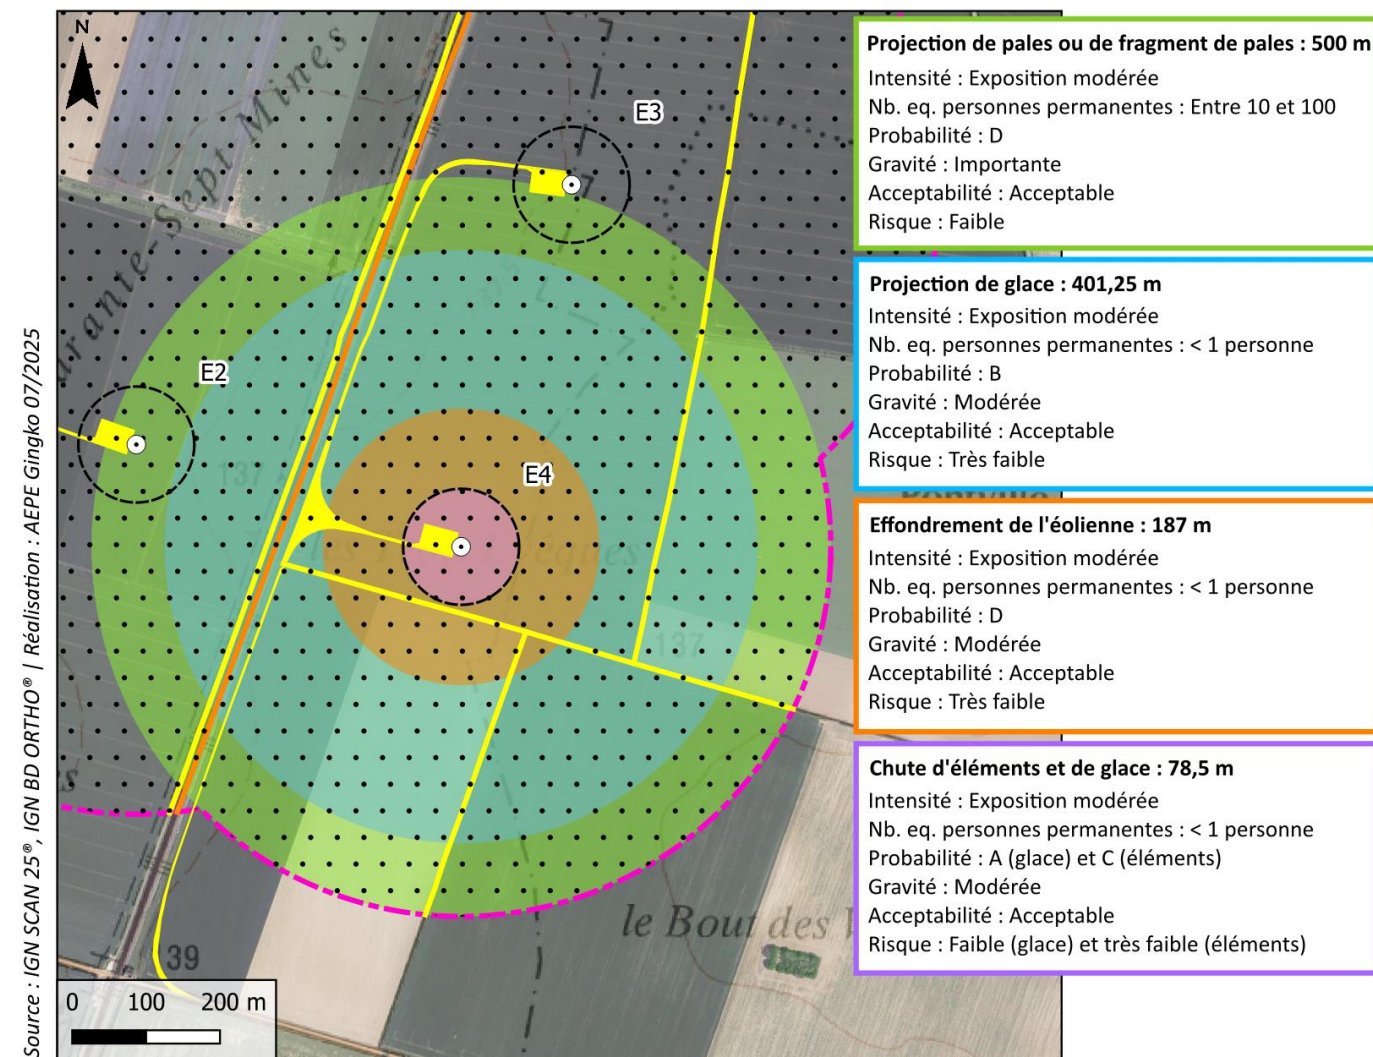 N
Source : IGN SCAN 25®, IGN BD ORTHO® | Réalisation : AEPE Gingko 07/2025
E3
E2
E4
137
137
39
le Bout des
0 100 200 m
Projection de pales ou de fragment de pales : 500 m
Intensité : Exposition modérée
Nb. eq. personnes permanentes : Entre 10 et 100
Probabilité : D
Gravité : Importante
Acceptabilité : Acceptable
Risque : Faible
Projection de glace : 401,25 m
Intensité : Exposition modérée
Nb. eq. personnes permanentes : < 1 personne
Probabilité : B
Gravité : Modérée
Acceptabilité : Acceptable
Risque : Très faible
Effondrement de l'éolienne : 187 m
Intensité : Exposition modérée
Nb. eq. personnes permanentes : < 1 personne
Probabilité : D
Gravité : Modérée
Acceptabilité : Acceptable
Risque : Très faible
Chute d'éléments et de glace : 78,5 m
Intensité : Exposition modérée
Nb. eq. personnes permanentes : < 1 personne
Probabilité : A (glace) et C (éléments)
Gravité : Modérée
Acceptabilité : Acceptable
Risque : Faible (glace) et très faible (éléments)